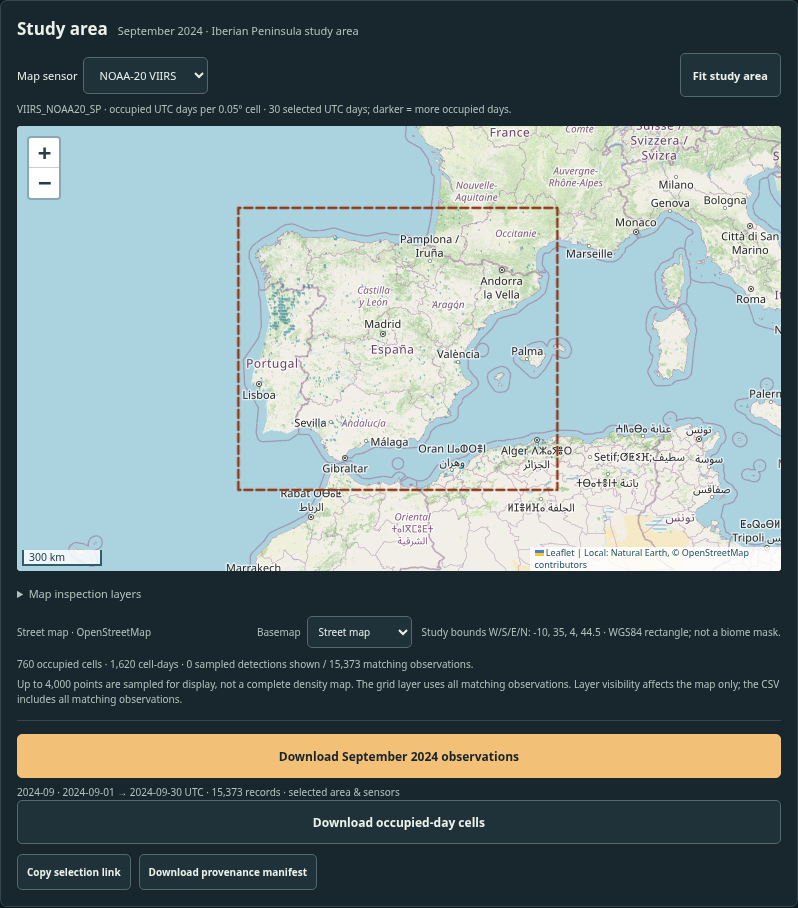 Study area September 2024 · Iberian Peninsula study area
Map sensor NOAA-20 VIIRS Fit study area
VIIRS_NOAA20_SP · occupied UTC days per 0.05° cell · 30 selected UTC days; darker = more occupied days.
+
−
France
Comté
Suisse /
Svizzera /
Svizra
Nouvelle-
Aquitaine
Auvergne-
Rhône-Alpes
Milano
Genova
Bologna
Monaco
Città di San
Marino
Occitanie
Marseille
Pamplona /
Iruña
Andorra
la Vella
Castilla
y León
Aragón
Roma
Madrid
España
València
Palma
Portugal
Lisboa
Sevilla
Andalucía
Málaga
Gibraltar
Oran ⵡⴰⵀⵔⴰⵏ
وهران
Alger
الجزائر
عنابة
تونس
Setif
سطيف
سوسة
باتنة
صفاقس
Rabat
الرباط
الجلفة
Oriental
الشرقية
تونس
Tripoli
Marrakech
300 km
Leaflet | Local: Natural Earth, © OpenStreetMap
contributors
▶ Map inspection layers
Street map · OpenStreetMap Basemap Street map Study bounds W/S/E/N: -10, 35, 4, 44.5 · WGS84 rectangle; not a biome mask.
760 occupied cells · 1,620 cell-days · 0 sampled detections shown / 15,373 matching observations.
Up to 4,000 points are sampled for display, not a complete density map. The grid layer uses all matching observations. Layer visibility affects the map only; the CSV
includes all matching observations.
Download September 2024 observations
2024-09 · 2024-09-01 → 2024-09-30 UTC · 15,373 records · selected area & sensors
Download occupied-day cells
Copy selection link Download provenance manifest